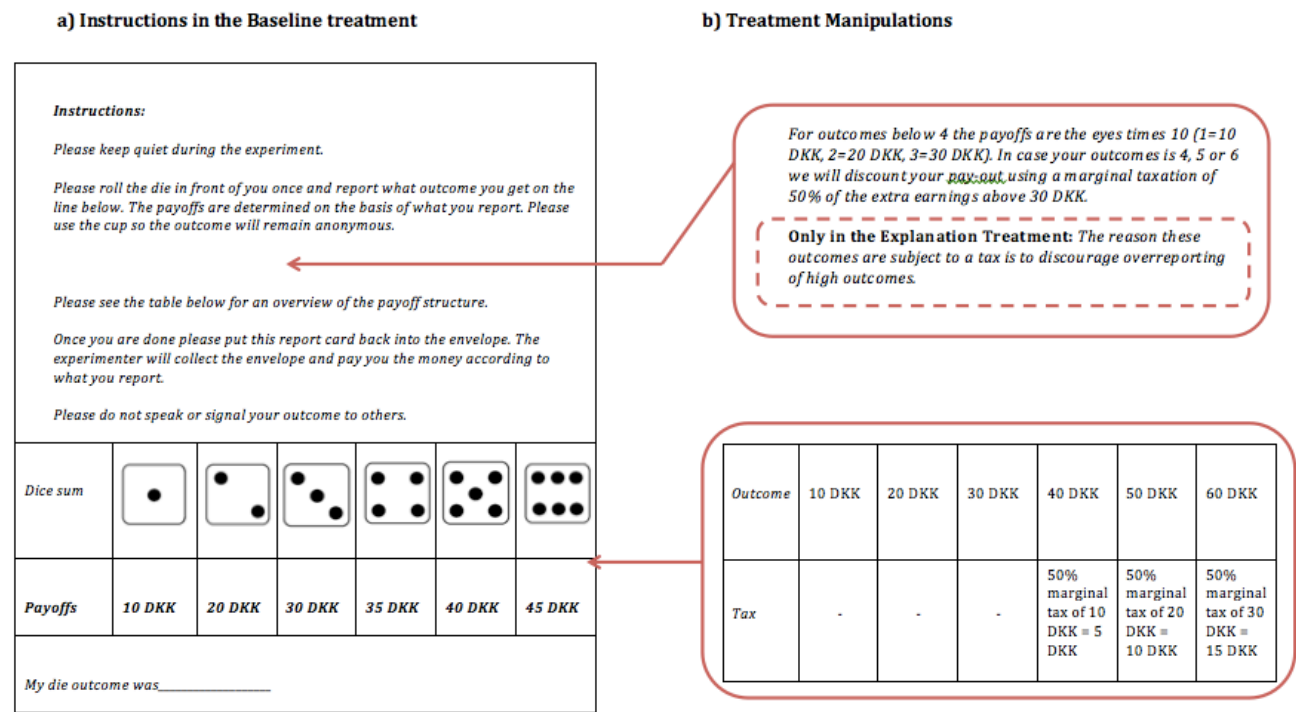 a) Instructions in the Baseline treatment
Instructions:
Please keep quiet during the experiment.
Please roll the die in front of you once and report what outcome you get on the
line below. The payoffs are determined on the basis of what you report. Please
use the cup so the outcome will remain anonymous.
Please see the table below for an overview of the payoff structure.
Once you are done please put this report card back into the envelope. The
experimenter will collect the envelope and pay you the money according to
what you report.
Please do not speak or signal your outcome to others.
Dice sum
Payoffs 10 DKK 20 DKK 30 DKK 35 DKK 40 DKK 45 DKK
My die outcome was____________________
b) Treatment Manipulations
For outcomes below 4 the payoffs are the eyes times 10 (1=10
DKK, 2=20 DKK, 3=30 DKK). In case your outcomes is 4, 5 or 6
we will discount your pay-out using a marginal taxation of
50% of the extra earnings above 30 DKK.
Only in the Explanation Treatment: The reason these
outcomes are subject to a tax is to discourage overreporting
of high outcomes.
Outcome 10 DKK 20 DKK 30 DKK 40 DKK 50 DKK 60 DKK
Tax - - -
50%
marginal
tax of 10
DKK = 5
DKK
50%
marginal
tax of 20
DKK =
10 DKK
50%
marginal
tax of 30
DKK =
15 DKK